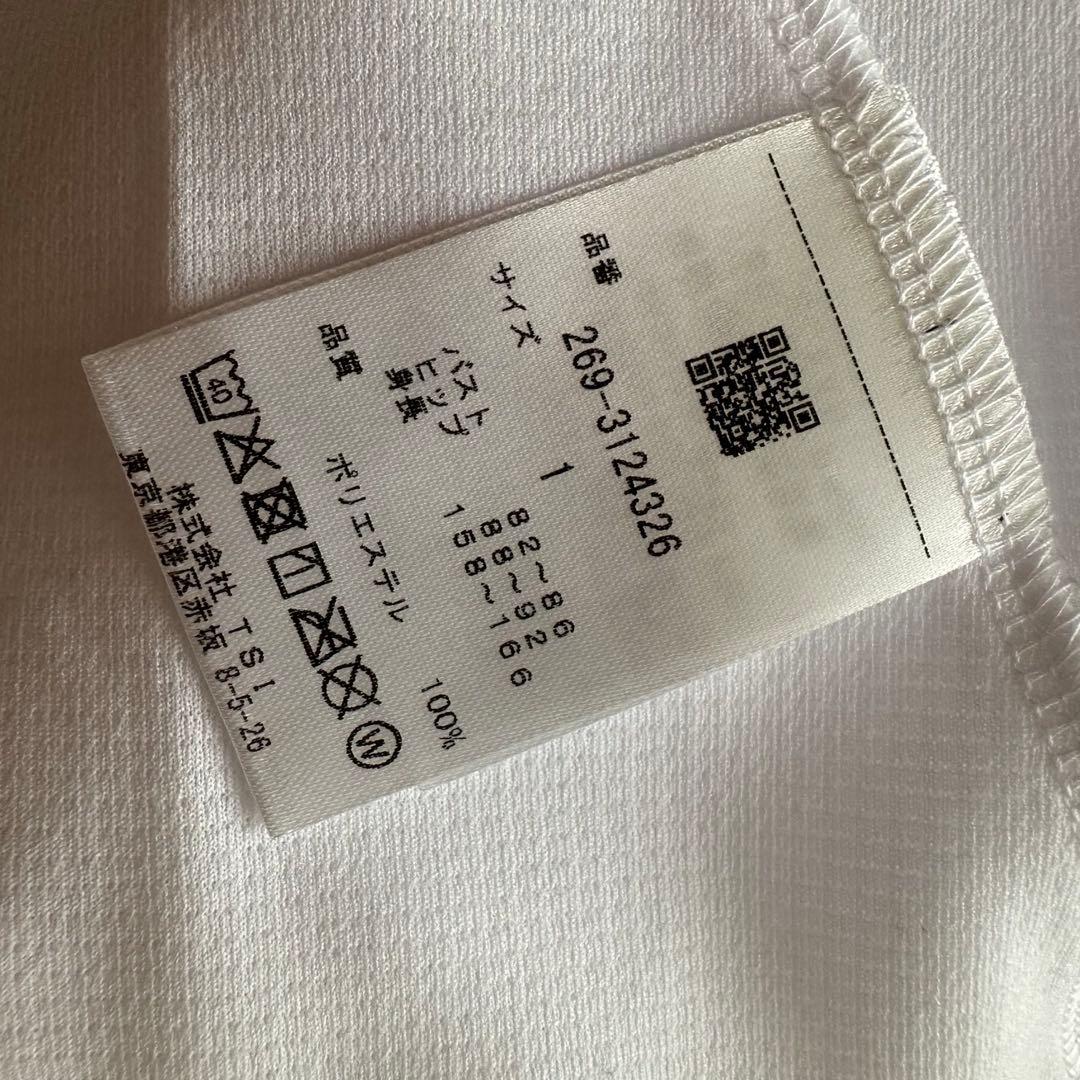 品番 269-3124326
サイズ 1
バスト 82～86
ヒップ 88～92
身長 158～166
品質
ポリエステル 100%
40
W
株式会社 TSI
東京都港区赤坂 8-5-26